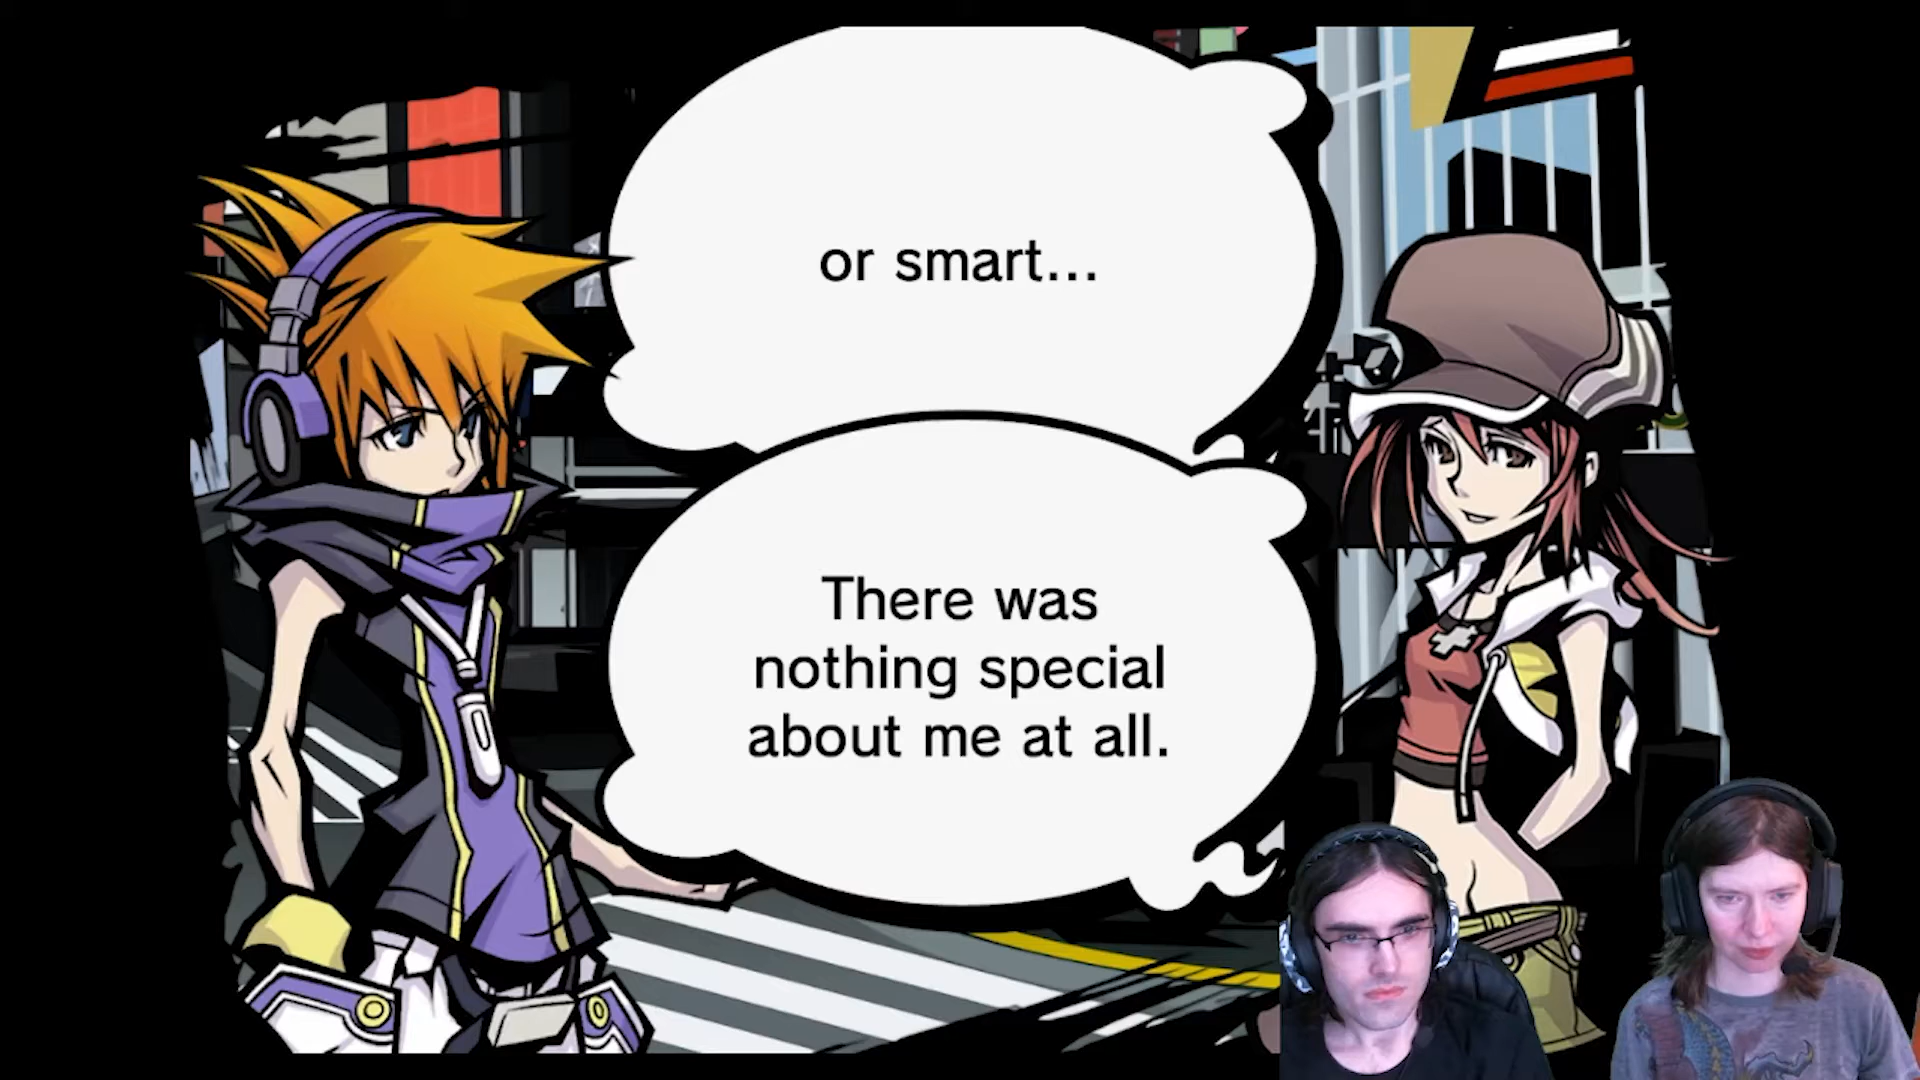 or smart...
There was
nothing special
about me at all.